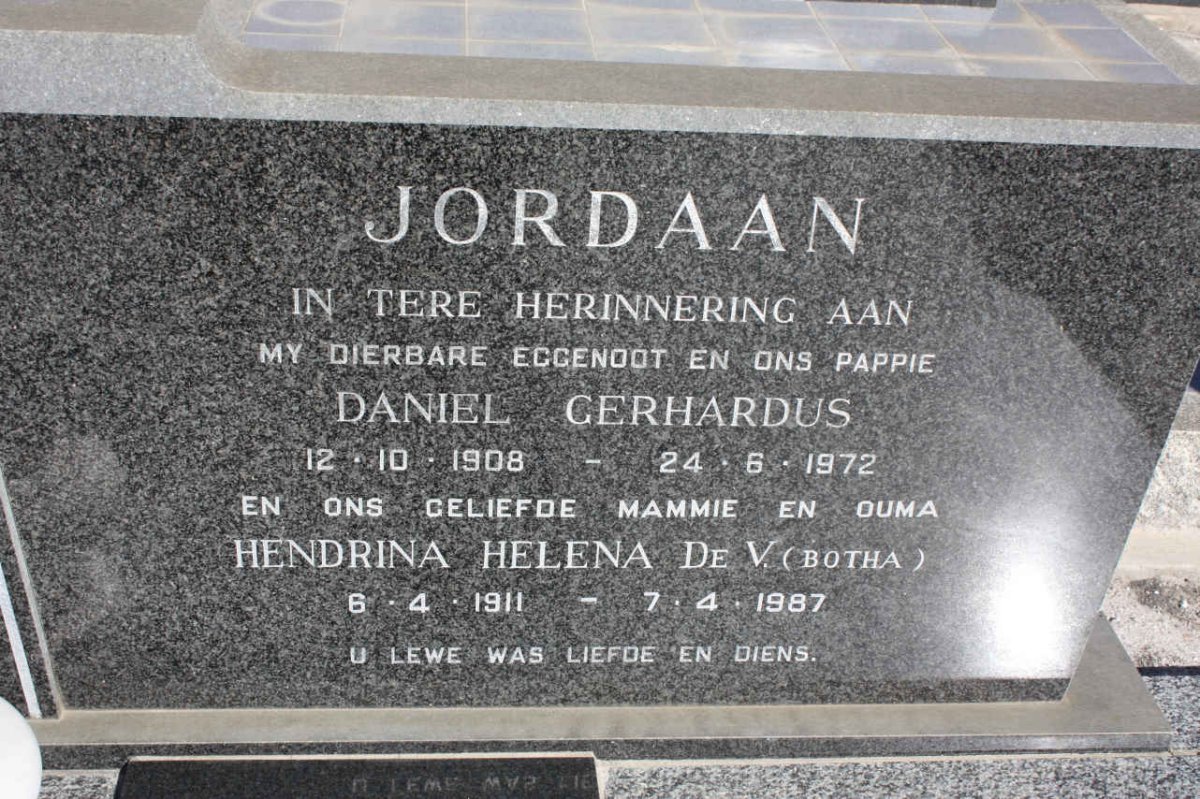 JORDAAN
IN TERE HERINNERING AAN
MY DIERBARE EGGENOOT EN ONS PAPPIE
DANIEL GERHARDUS
12 · 10 · 1908 - 24 · 6 · 1972
EN ONS GELIEFDE MAMMIE EN OUMA
HENDRINA HELENA DE V. (BOTHA)
6 · 4 · 1911 - 7 · 4 · 1987
U LEWE WAS LIEFDE EN DIENS.